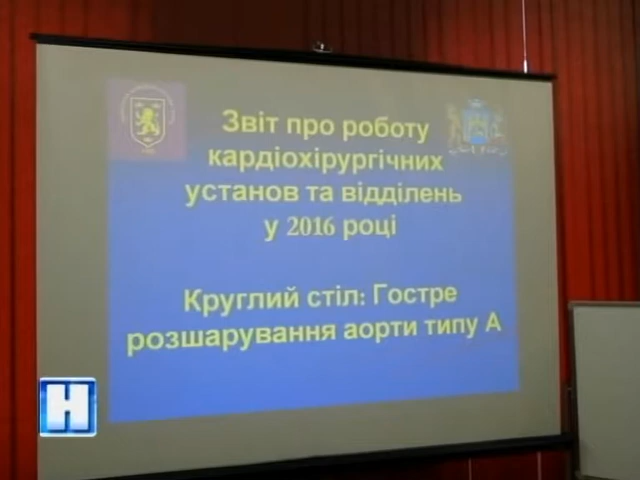 Звіт про роботу
кардіохірургічних
установ та відділень
у 2016 році
Круглий стіл: Гостре
розшарування аорти типу А
Н